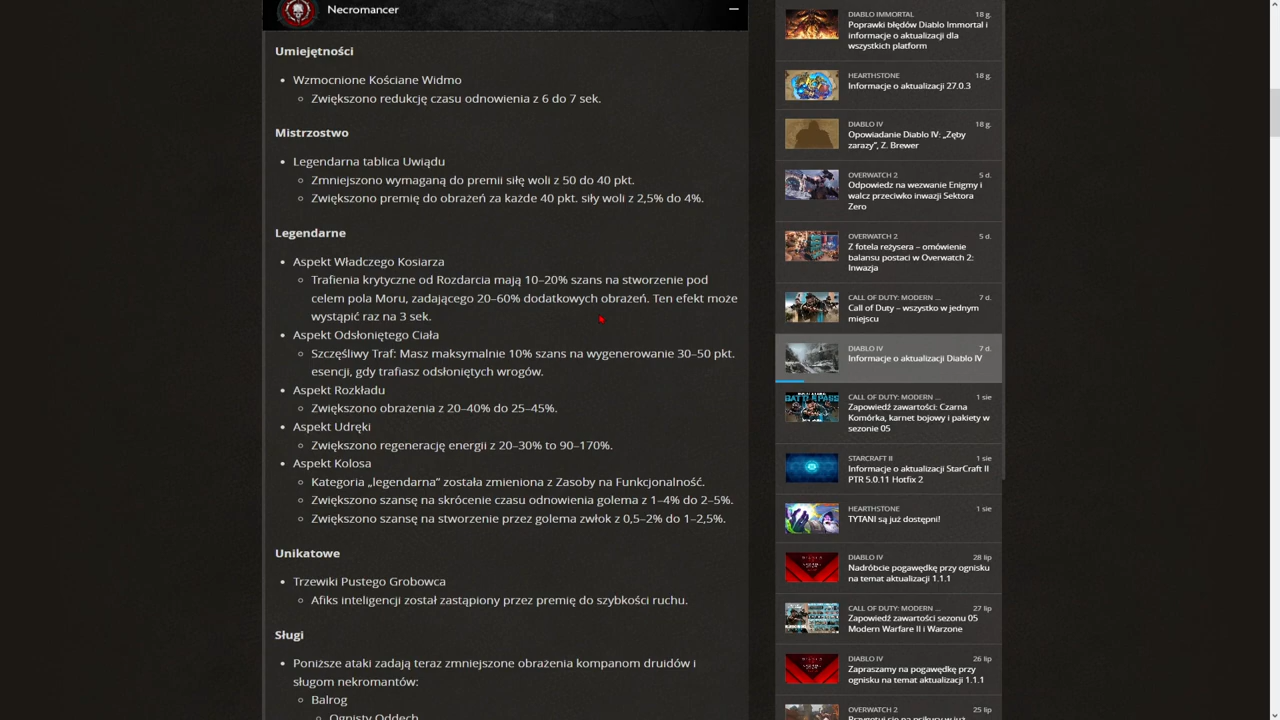 Necromancer
Umiejętności
Wzmocnione Kościane Widmo
Zwiększono redukcję czasu odnowienia z 6 do 7 sek.
Mistrzostwo
Legendarna tablica Uwiądu
Zmniejszono wymaganą do premii siłę woli z 50 do 40 pkt.
Zwiększono premię do obrażeń za każde 40 pkt. siły woli z 2,5% do 4%.
Legendarne
Aspekt Władczego Kosiarza
Trafienia krytyczne od Rozdarcia mają 10–20% szans na stworzenie pod
celem pola Moru, zadającego 20–60% dodatkowych obrażeń. Ten efekt może
wystąpić raz na 3 sek.
Aspekt Odsłoniętego Ciała
Szczęśliwy Traf: Masz maksymalnie 10% szans na wygenerowanie 30–50 pkt.
esencji, gdy trafiasz odsłoniętych wrogów.
Aspekt Rozkładu
Zwiększono obrażenia z 20–40% do 25–45%.
Aspekt Udręki
Zwiększono regenerację energii z 20–30% to 90–170%.
Aspekt Kolosa
Kategoria „legendarna” została zmieniona z Zasoby na Funkcjonalność.
Zwiększono szansę na skrócenie czasu odnowienia golema z 1–4% do 2–5%.
Zwiększono szansę na stworzenie przez golema zwłok z 0,5–2% do 1–2,5%.
Unikatowe
Trzewiki Pustego Grobowca
Afiks inteligencji został zastąpiony przez premię do szybkości ruchu.
Sługi
Poniższe ataki zadają teraz zmniejszone obrażenia kompanom druidów i
sługom nekromantów:
Balrog
Ognisty Oddech
DIABLO IMMORTAL 18 g.
Poprawki błędów Diablo Immortal i
informacje o aktualizacji dla
wszystkich platform
HEARTHSTONE 18 g.
Informacje o aktualizacji 27.0.3
DIABLO IV 18 g.
Opowiadanie Diablo IV: „Zęby
zarazy”, Z. Brewer
OVERWATCH 2 5 d.
Odpowiedz na wezwanie Enigmy i
walcz przeciwko inwazji Sektora
Zero
OVERWATCH 2 5 d.
Z fotela reżysera – omówienie
balansu postaci w Overwatch 2:
Inwazja
CALL OF DUTY: MODERN ... 7 d.
Call of Duty – wszystko w jednym
miejscu
DIABLO IV 7 d.
Informacje o aktualizacji Diablo IV
CALL OF DUTY: MODERN ... 1 sie
Zapowiedź zawartości: Czarna
Komórka, karnet bojowy i pakiety w
sezonie 05
STARCRAFT II 1 sie
Informacje o aktualizacji StarCraft II
PTR 5.0.11 Hotfix 2
HEARTHSTONE 1 sie
TYTANI są już dostępni!
DIABLO IV 28 lip
Nadróbcie pogawędkę przy ognisku
na temat aktualizacji 1.1.1
CALL OF DUTY: MODERN ... 27 lip
Zapowiedź zawartości sezonu 05
Modern Warfare II i Warzone
DIABLO IV 26 lip
Zapraszamy na pogawędkę przy
ognisku na temat aktualizacji 1.1.1
OVERWATCH 2 25 lip